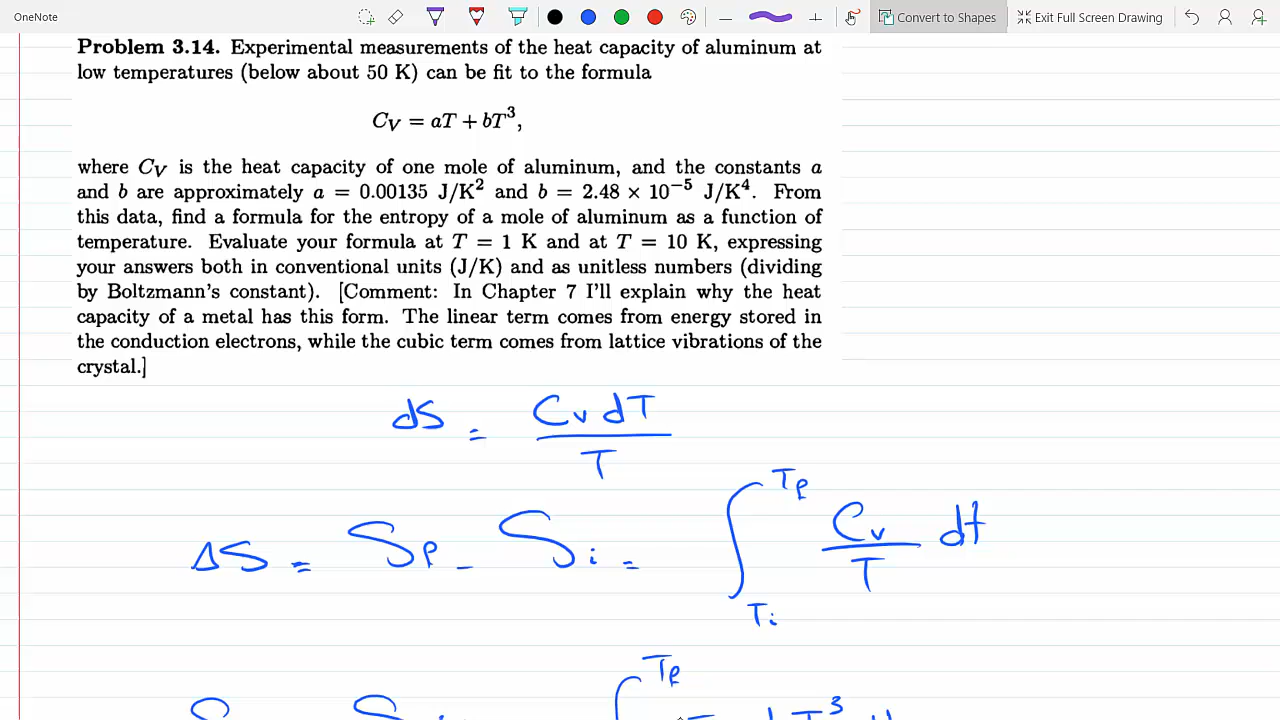 OneNote
Convert to Shapes
Exit Full Screen Drawing
Problem 3.14. Experimental measurements of the heat capacity of aluminum at
low temperatures (below about 50 K) can be fit to the formula
C_V = aT + bT³,
where C_V is the heat capacity of one mole of aluminum, and the constants a
and b are approximately a = 0.00135 J/K² and b = 2.48 × 10⁻⁵ J/K⁴. From
this data, find a formula for the entropy of a mole of aluminum as a function of
temperature. Evaluate your formula at T = 1 K and at T = 10 K, expressing
your answers both in conventional units (J/K) and as unitless numbers (dividing
by Boltzmann's constant). [Comment: In Chapter 7 I'll explain why the heat
capacity of a metal has this form. The linear term comes from energy stored in
the conduction electrons, while the cubic term comes from lattice vibrations of the
crystal.]
dS = C_v dT / T
ΔS = S_f - S_i = ∫_{T_i}^{T_f} C_v / T dt
T_f
T³